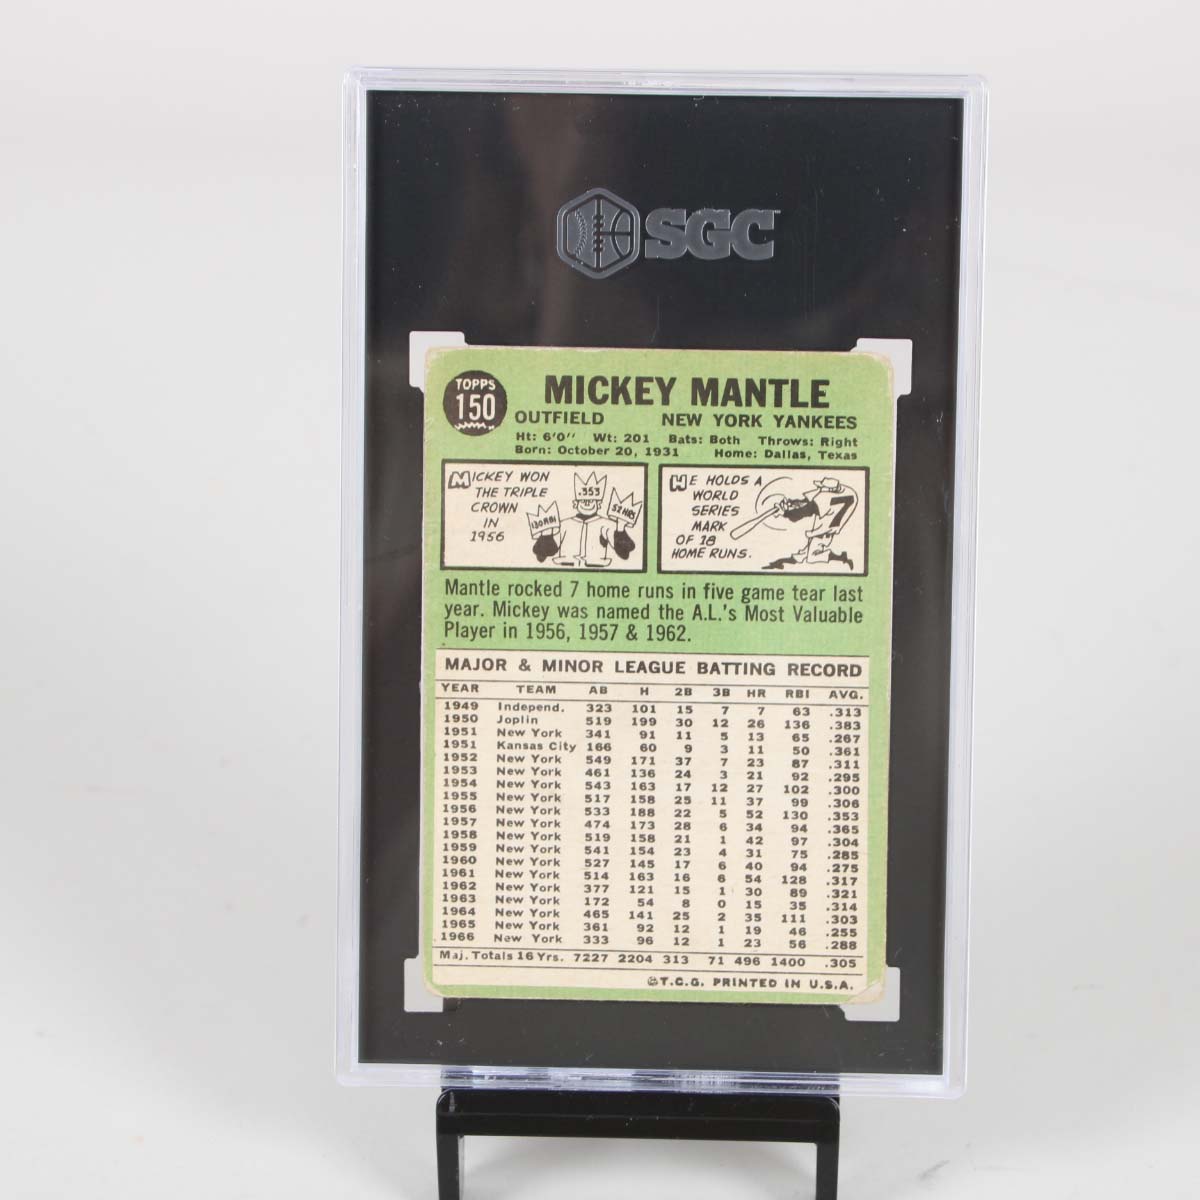 SGC
TOPPS
150
MICKEY MANTLE
OUTFIELD NEW YORK YANKEES
Ht: 6'0" Wt: 201 Bats: Both Throws: Right
Born: October 20, 1931 Home: Dallas, Texas
MICKEY WON
THE TRIPLE
CROWN
IN
1956
130 RBI
.353
52 HRS
HE HOLDS A
WORLD
SERIES
MARK
OF 18
HOME RUNS.
7
Mantle rocked 7 home runs in five game tear last
year. Mickey was named the A.L.'s Most Valuable
Player in 1956, 1957 & 1962.
MAJOR & MINOR LEAGUE BATTING RECORD
YEAR TEAM AB H 2B 3B HR RBI AVG.
1949 Independ. 323 101 15 7 7 63 .313
1950 Joplin 519 199 30 12 26 136 .383
1951 New York 341 91 11 5 13 65 .267
1951 Kansas City 166 60 9 3 11 50 .361
1952 New York 549 171 37 7 23 87 .311
1953 New York 461 136 24 3 21 92 .295
1954 New York 543 163 17 12 27 102 .300
1955 New York 517 158 25 11 37 99 .306
1956 New York 533 188 22 5 52 130 .353
1957 New York 474 173 28 6 34 94 .365
1958 New York 519 158 21 1 42 97 .304
1959 New York 541 154 23 4 31 75 .285
1960 New York 527 145 17 6 40 94 .275
1961 New York 514 163 16 6 54 128 .317
1962 New York 377 121 15 1 30 89 .321
1963 New York 172 54 8 0 15 35 .314
1964 New York 465 141 25 2 35 111 .303
1965 New York 361 92 12 1 19 46 .255
1966 New York 333 96 12 1 23 56 .288
Maj. Totals 16 Yrs. 7227 2204 313 71 496 1400 .305
©T.C.G. PRINTED IN U.S.A.